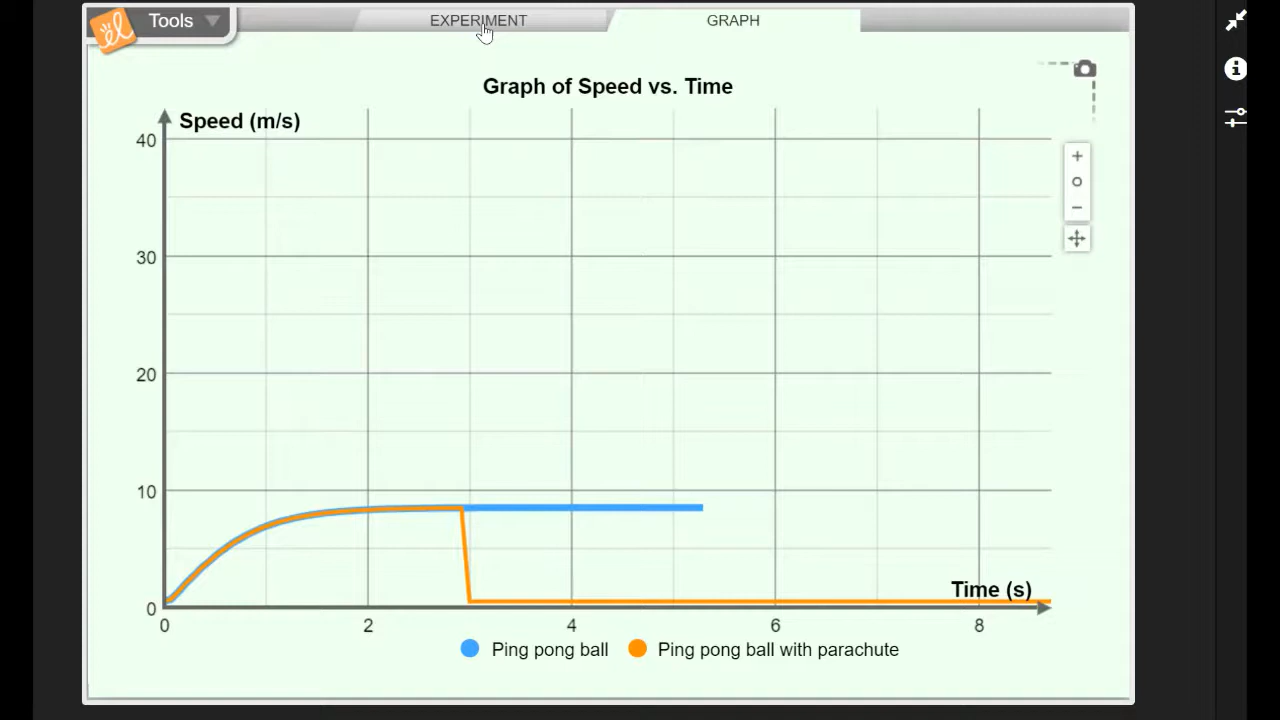 Tools
EXPERIMENT
GRAPH
Graph of Speed vs. Time
Speed (m/s)
40
30
20
10
0
Time (s)
0 2 4 6 8
Ping pong ball
Ping pong ball with parachute